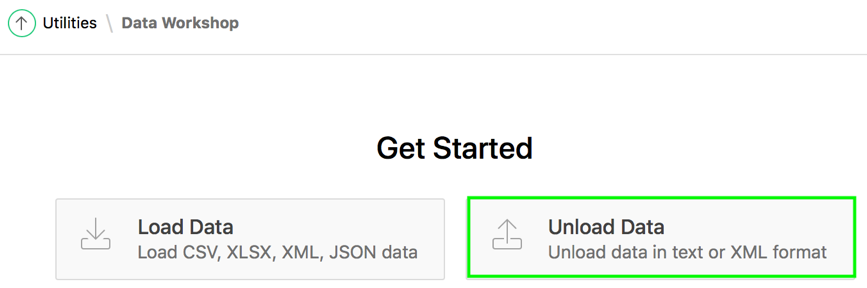 Utilities \ Data Workshop
Get Started
Load Data
Load CSV, XLSX, XML, JSON data
Unload Data
Unload data in text or XML format